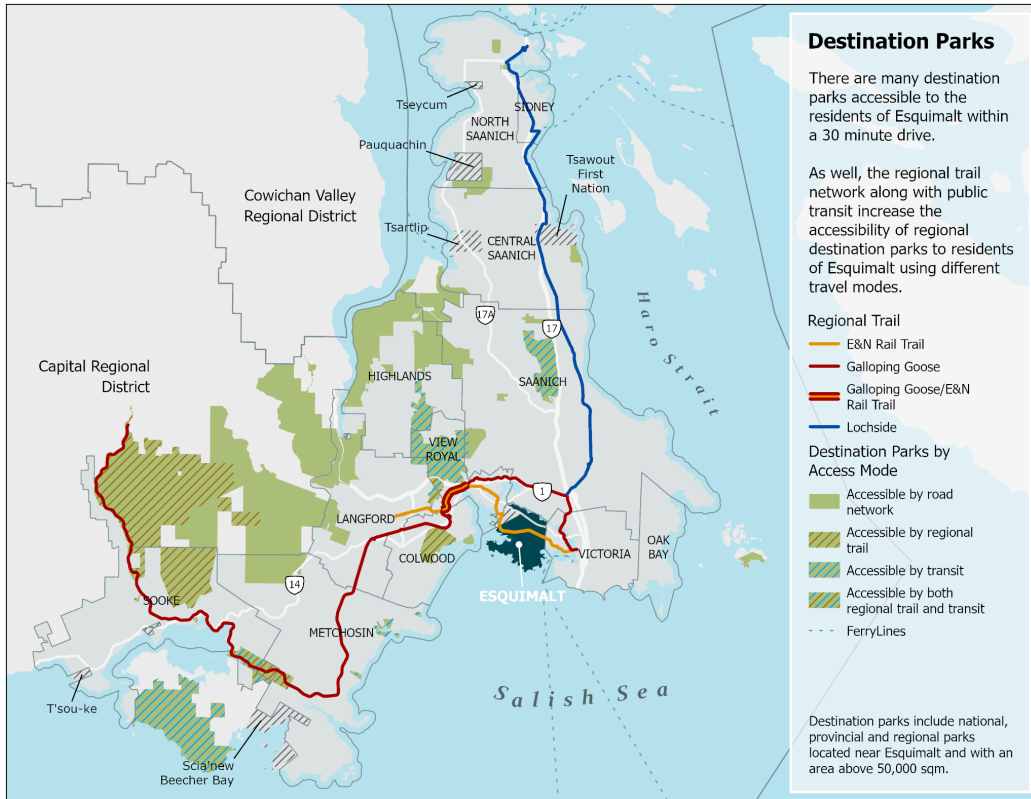 Destination Parks
There are many destination
parks accessible to the
residents of Esquimalt within
a 30 minute drive.
As well, the regional trail
network along with public
transit increase the
accessibility of regional
destination parks to residents
of Esquimalt using different
travel modes.
Regional Trail
E&N Rail Trail
Galloping Goose
Galloping Goose/E&N
Rail Trail
Lochside
Destination Parks by
Access Mode
Accessible by road
network
Accessible by regional
trail
Accessible by transit
Accessible by both
regional trail and transit
FerryLines
Destination parks include national,
provincial and regional parks
located near Esquimalt and with an
area above 50,000 sqm.
Tseycum
SIDNEY
NORTH
SAANICH
Pauquachin
Tsawout
First
Nation
Cowichan Valley
Regional District
Tsartlip
CENTRAL
SAANICH
Haro Strait
17A
17
Capital Regional
District
HIGHLANDS
SAANICH
VIEW
ROYAL
1
LANGFORD
COLWOOD
VICTORIA
OAK
BAY
14
ESQUIMALT
SOOKE
METCHOSIN
Salish Sea
T'sou-ke
Scia'new
Beecher Bay